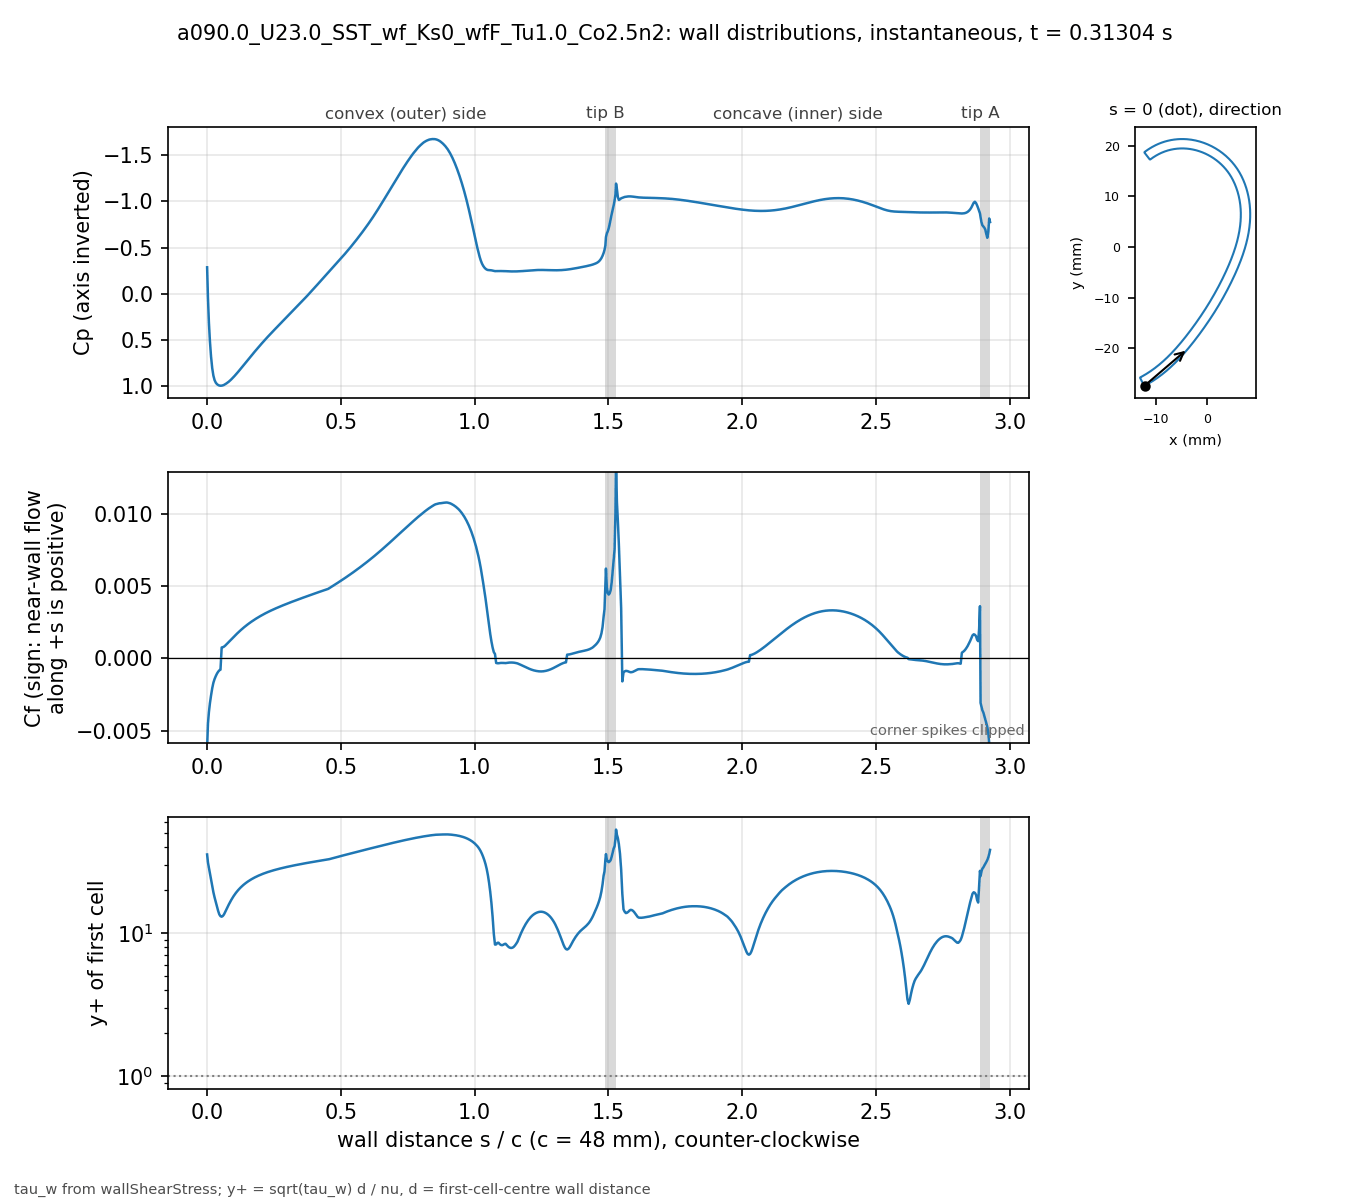 a090.0_U23.0_SST_wf_Ks0_wfF_Tu1.0_Co2.5n2: wall distributions, instantaneous, t = 0.31304 s
convex (outer) side
tip B
concave (inner) side
tip A
s = 0 (dot), direction
Cp (axis inverted)
−1.5
−1.0
−0.5
0.0
0.5
1.0
0.0
0.5
1.0
1.5
2.0
2.5
3.0
y (mm)
20
10
0
−10
−20
−10
0
x (mm)
Cf (sign: near-wall flow
along +s is positive)
0.010
0.005
0.000
−0.005
corner spikes clipped
0.0
0.5
1.0
1.5
2.0
2.5
3.0
y+ of first cell
10¹
10⁰
0.0
0.5
1.0
1.5
2.0
2.5
3.0
wall distance s / c (c = 48 mm), counter-clockwise
tau_w from wallShearStress; y+ = sqrt(tau_w) d / nu, d = first-cell-centre wall distance